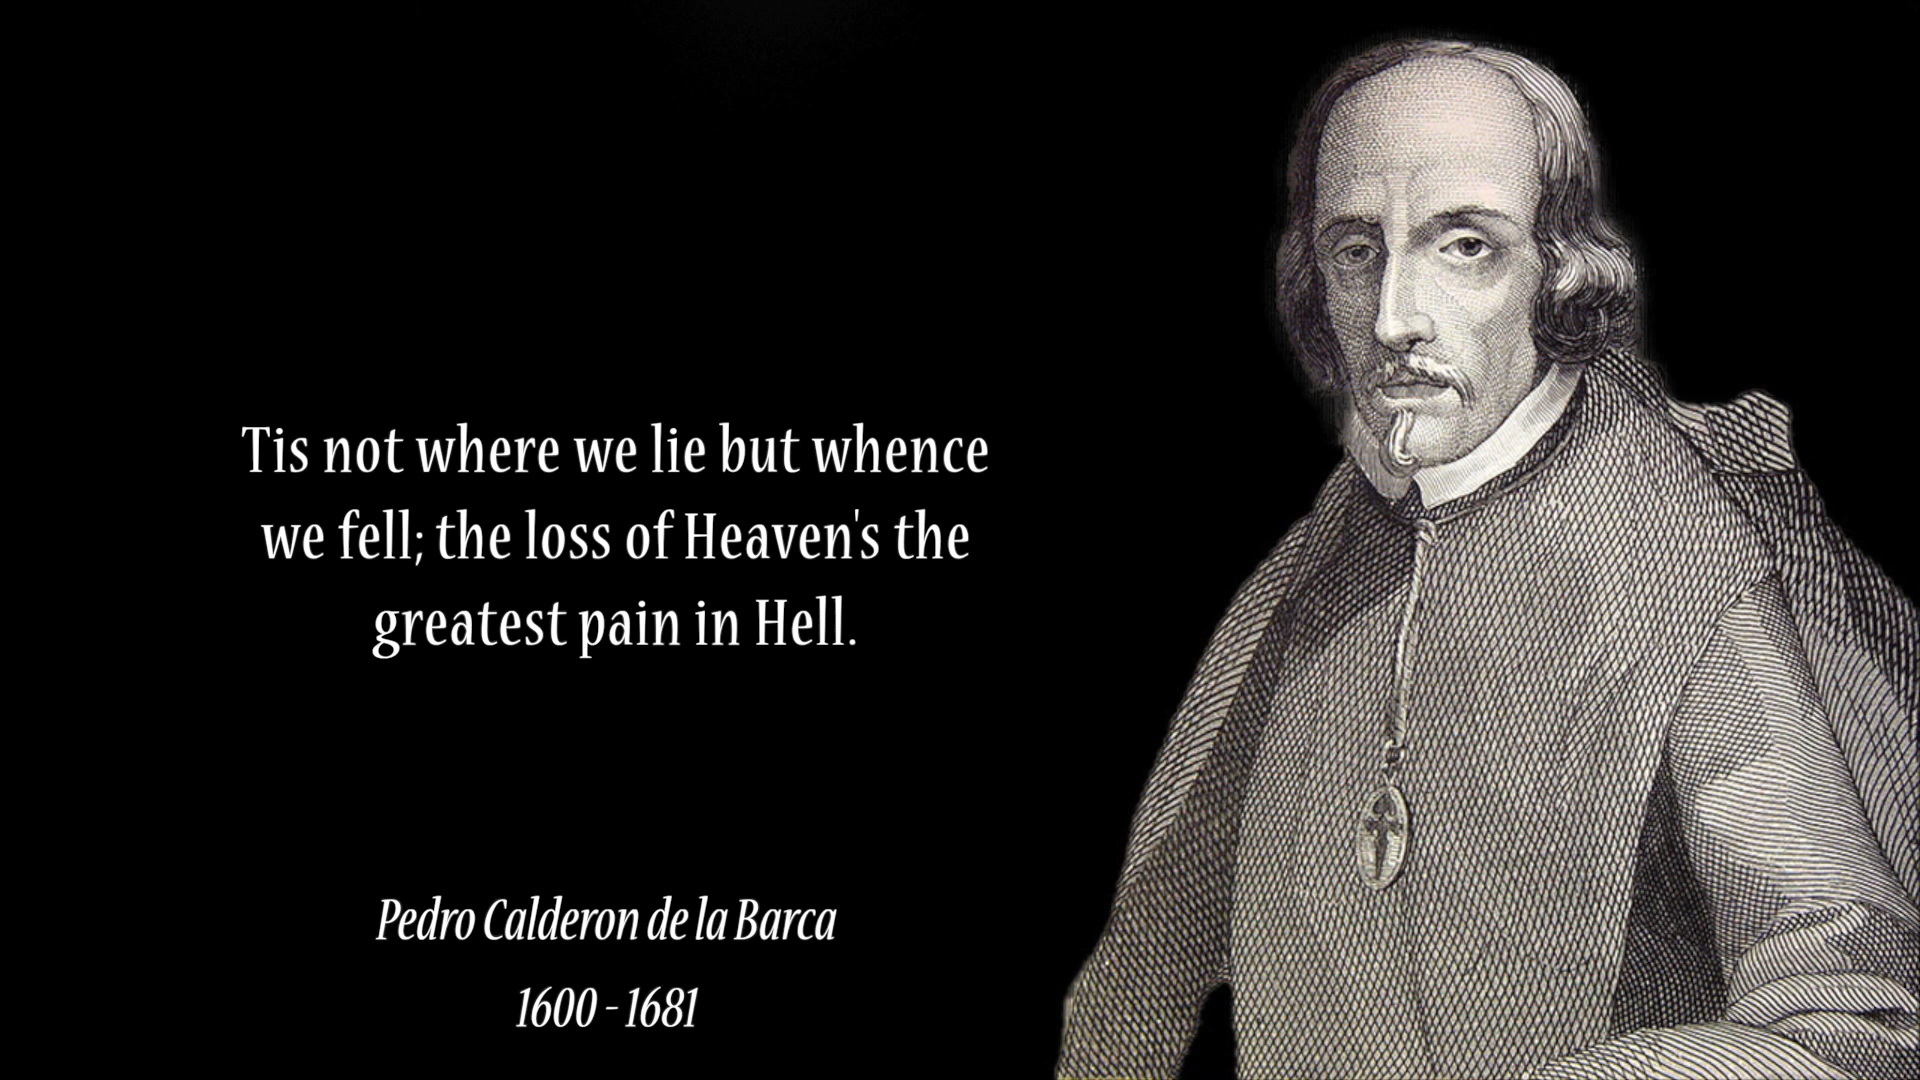 Tis not where we lie but whence
we fell; the loss of Heaven's the
greatest pain in Hell.
Pedro Calderon de la Barca
1600 - 1681